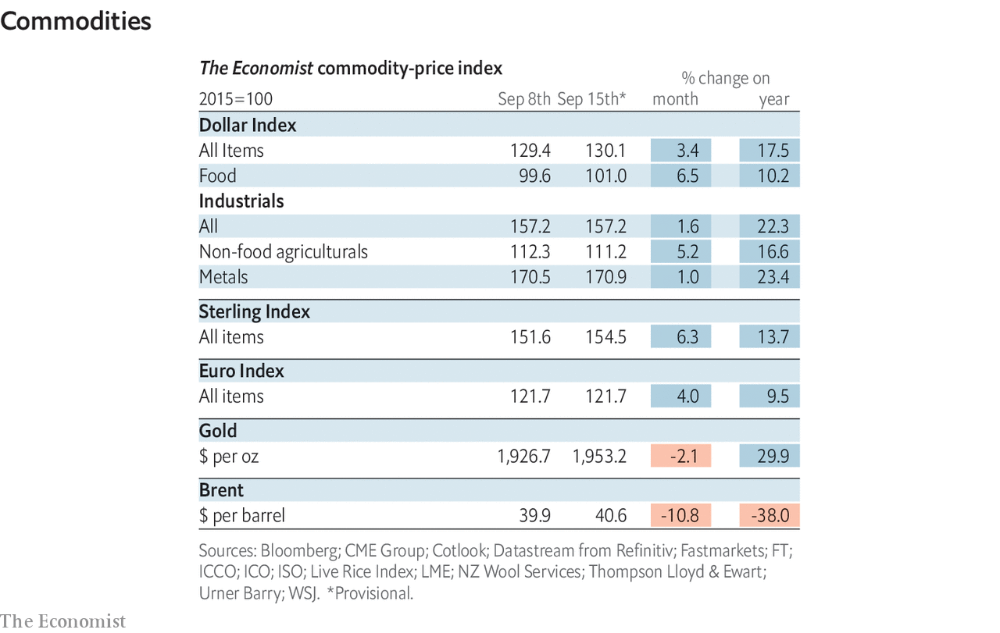 Commodities
The Economist commodity-price index
% change on
2015=100 Sep 8th Sep 15th* month year
Dollar Index
All Items 129.4 130.1 3.4 17.5
Food 99.6 101.0 6.5 10.2
Industrials
All 157.2 157.2 1.6 22.3
Non-food agriculturals 112.3 111.2 5.2 16.6
Metals 170.5 170.9 1.0 23.4
Sterling Index
All items 151.6 154.5 6.3 13.7
Euro Index
All items 121.7 121.7 4.0 9.5
Gold
$ per oz 1,926.7 1,953.2 -2.1 29.9
Brent
$ per barrel 39.9 40.6 -10.8 -38.0
Sources: Bloomberg; CME Group; Cotlook; Datastream from Refinitiv; Fastmarkets; FT;
ICCO; ICO; ISO; Live Rice Index; LME; NZ Wool Services; Thompson Lloyd & Ewart;
Urner Barry; WSJ. *Provisional.
The Economist